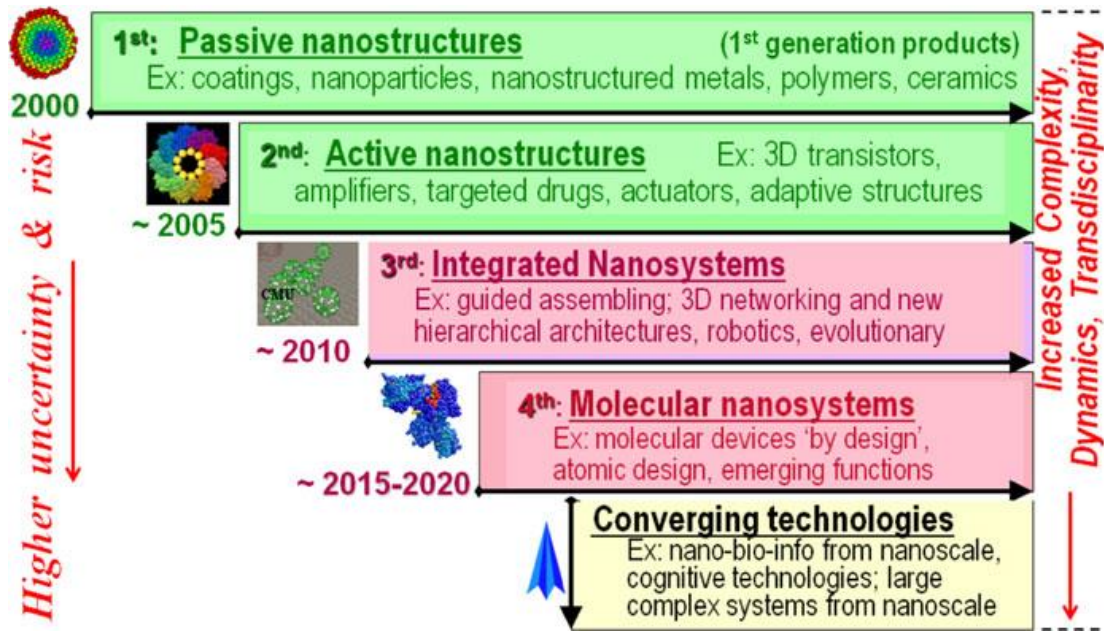 1st: Passive nanostructures (1st generation products)
Ex: coatings, nanoparticles, nanostructured metals, polymers, ceramics
2000
2nd: Active nanostructures Ex: 3D transistors,
amplifiers, targeted drugs, actuators, adaptive structures
~ 2005
CMU
3rd: Integrated Nanosystems
Ex: guided assembling; 3D networking and new
hierarchical architectures, robotics, evolutionary
~ 2010
4th: Molecular nanosystems
Ex: molecular devices ‘by design’,
atomic design, emerging functions
~ 2015-2020
Converging technologies
Ex: nano-bio-info from nanoscale,
cognitive technologies; large
complex systems from nanoscale
Higher uncertainty & risk
Increased Complexity,
Dynamics, Transdisciplinarity